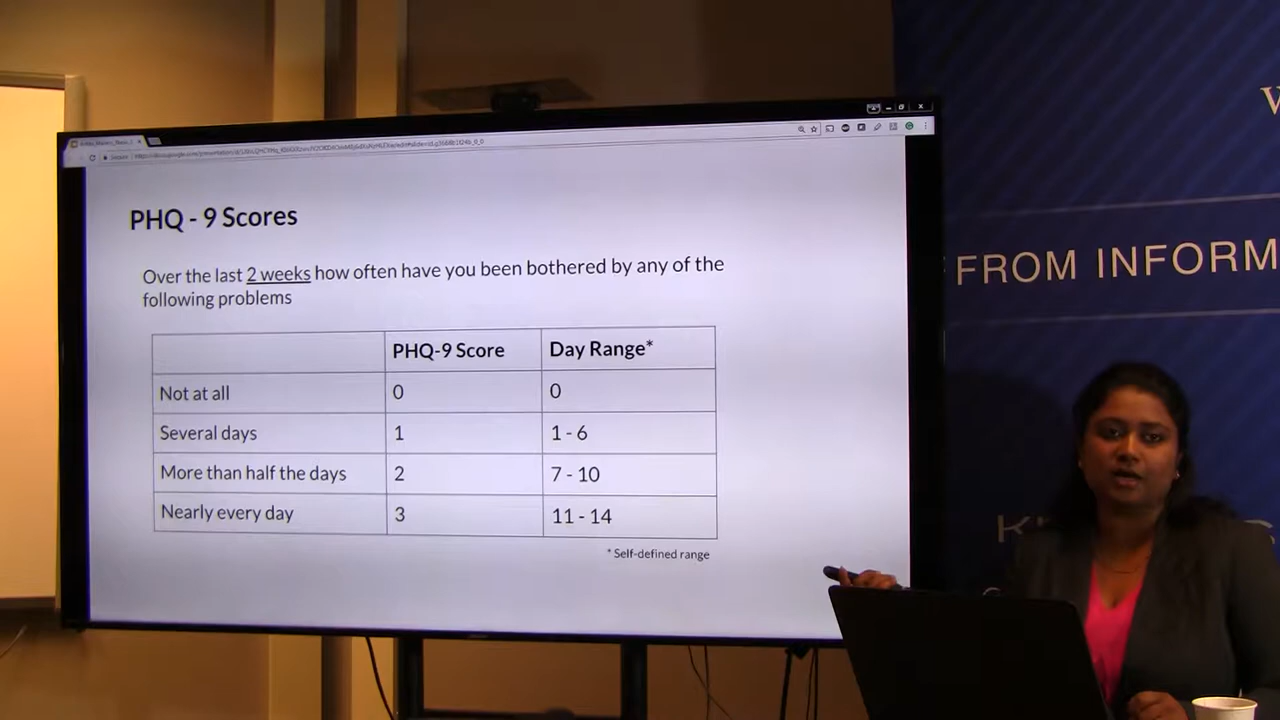 PHQ - 9 Scores
Over the last 2 weeks how often have you been bothered by any of the
following problems
PHQ-9 Score Day Range*
Not at all 0 0
Several days 1 1 - 6
More than half the days 2 7 - 10
Nearly every day 3 11 - 14
* Self-defined range
FROM INFORM